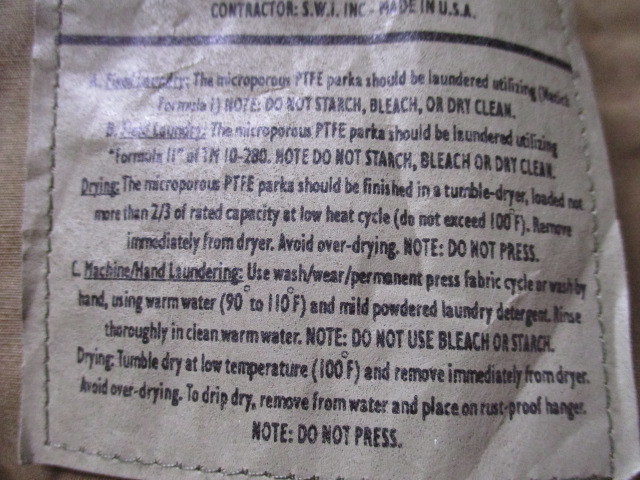 CONTRACTOR: S.W.I. INC - MADE IN U.S.A.
A. Fixed Laundry: The microporous PTFE parka should be laundered utilizing (Natick
Formula I) NOTE: DO NOT STARCH, BLEACH, OR DRY CLEAN.
B. Field Laundry: The microporous PTFE parka should be laundered utilizing
"Formula II" of TM 10-280. NOTE DO NOT STARCH, BLEACH OR DRY CLEAN.
Drying: The microporous PTFE parka should be finished in a tumble-dryer, loaded not
more than 2/3 of rated capacity at low heat cycle (do not exceed 100°F). Remove
immediately from dryer. Avoid over-drying. NOTE: DO NOT PRESS.
C. Machine/Hand Laundering: Use wash/wear/permanent press fabric cycle or wash by
hand, using warm water (90° to 110°F) and mild powdered laundry detergent. Rinse
thoroughly in clean warm water. NOTE: DO NOT USE BLEACH OR STARCH.
Drying: Tumble dry at low temperature (100°F) and remove immediately from dryer.
Avoid over-drying. To drip dry, remove from water and place on rust-proof hanger.
NOTE: DO NOT PRESS.